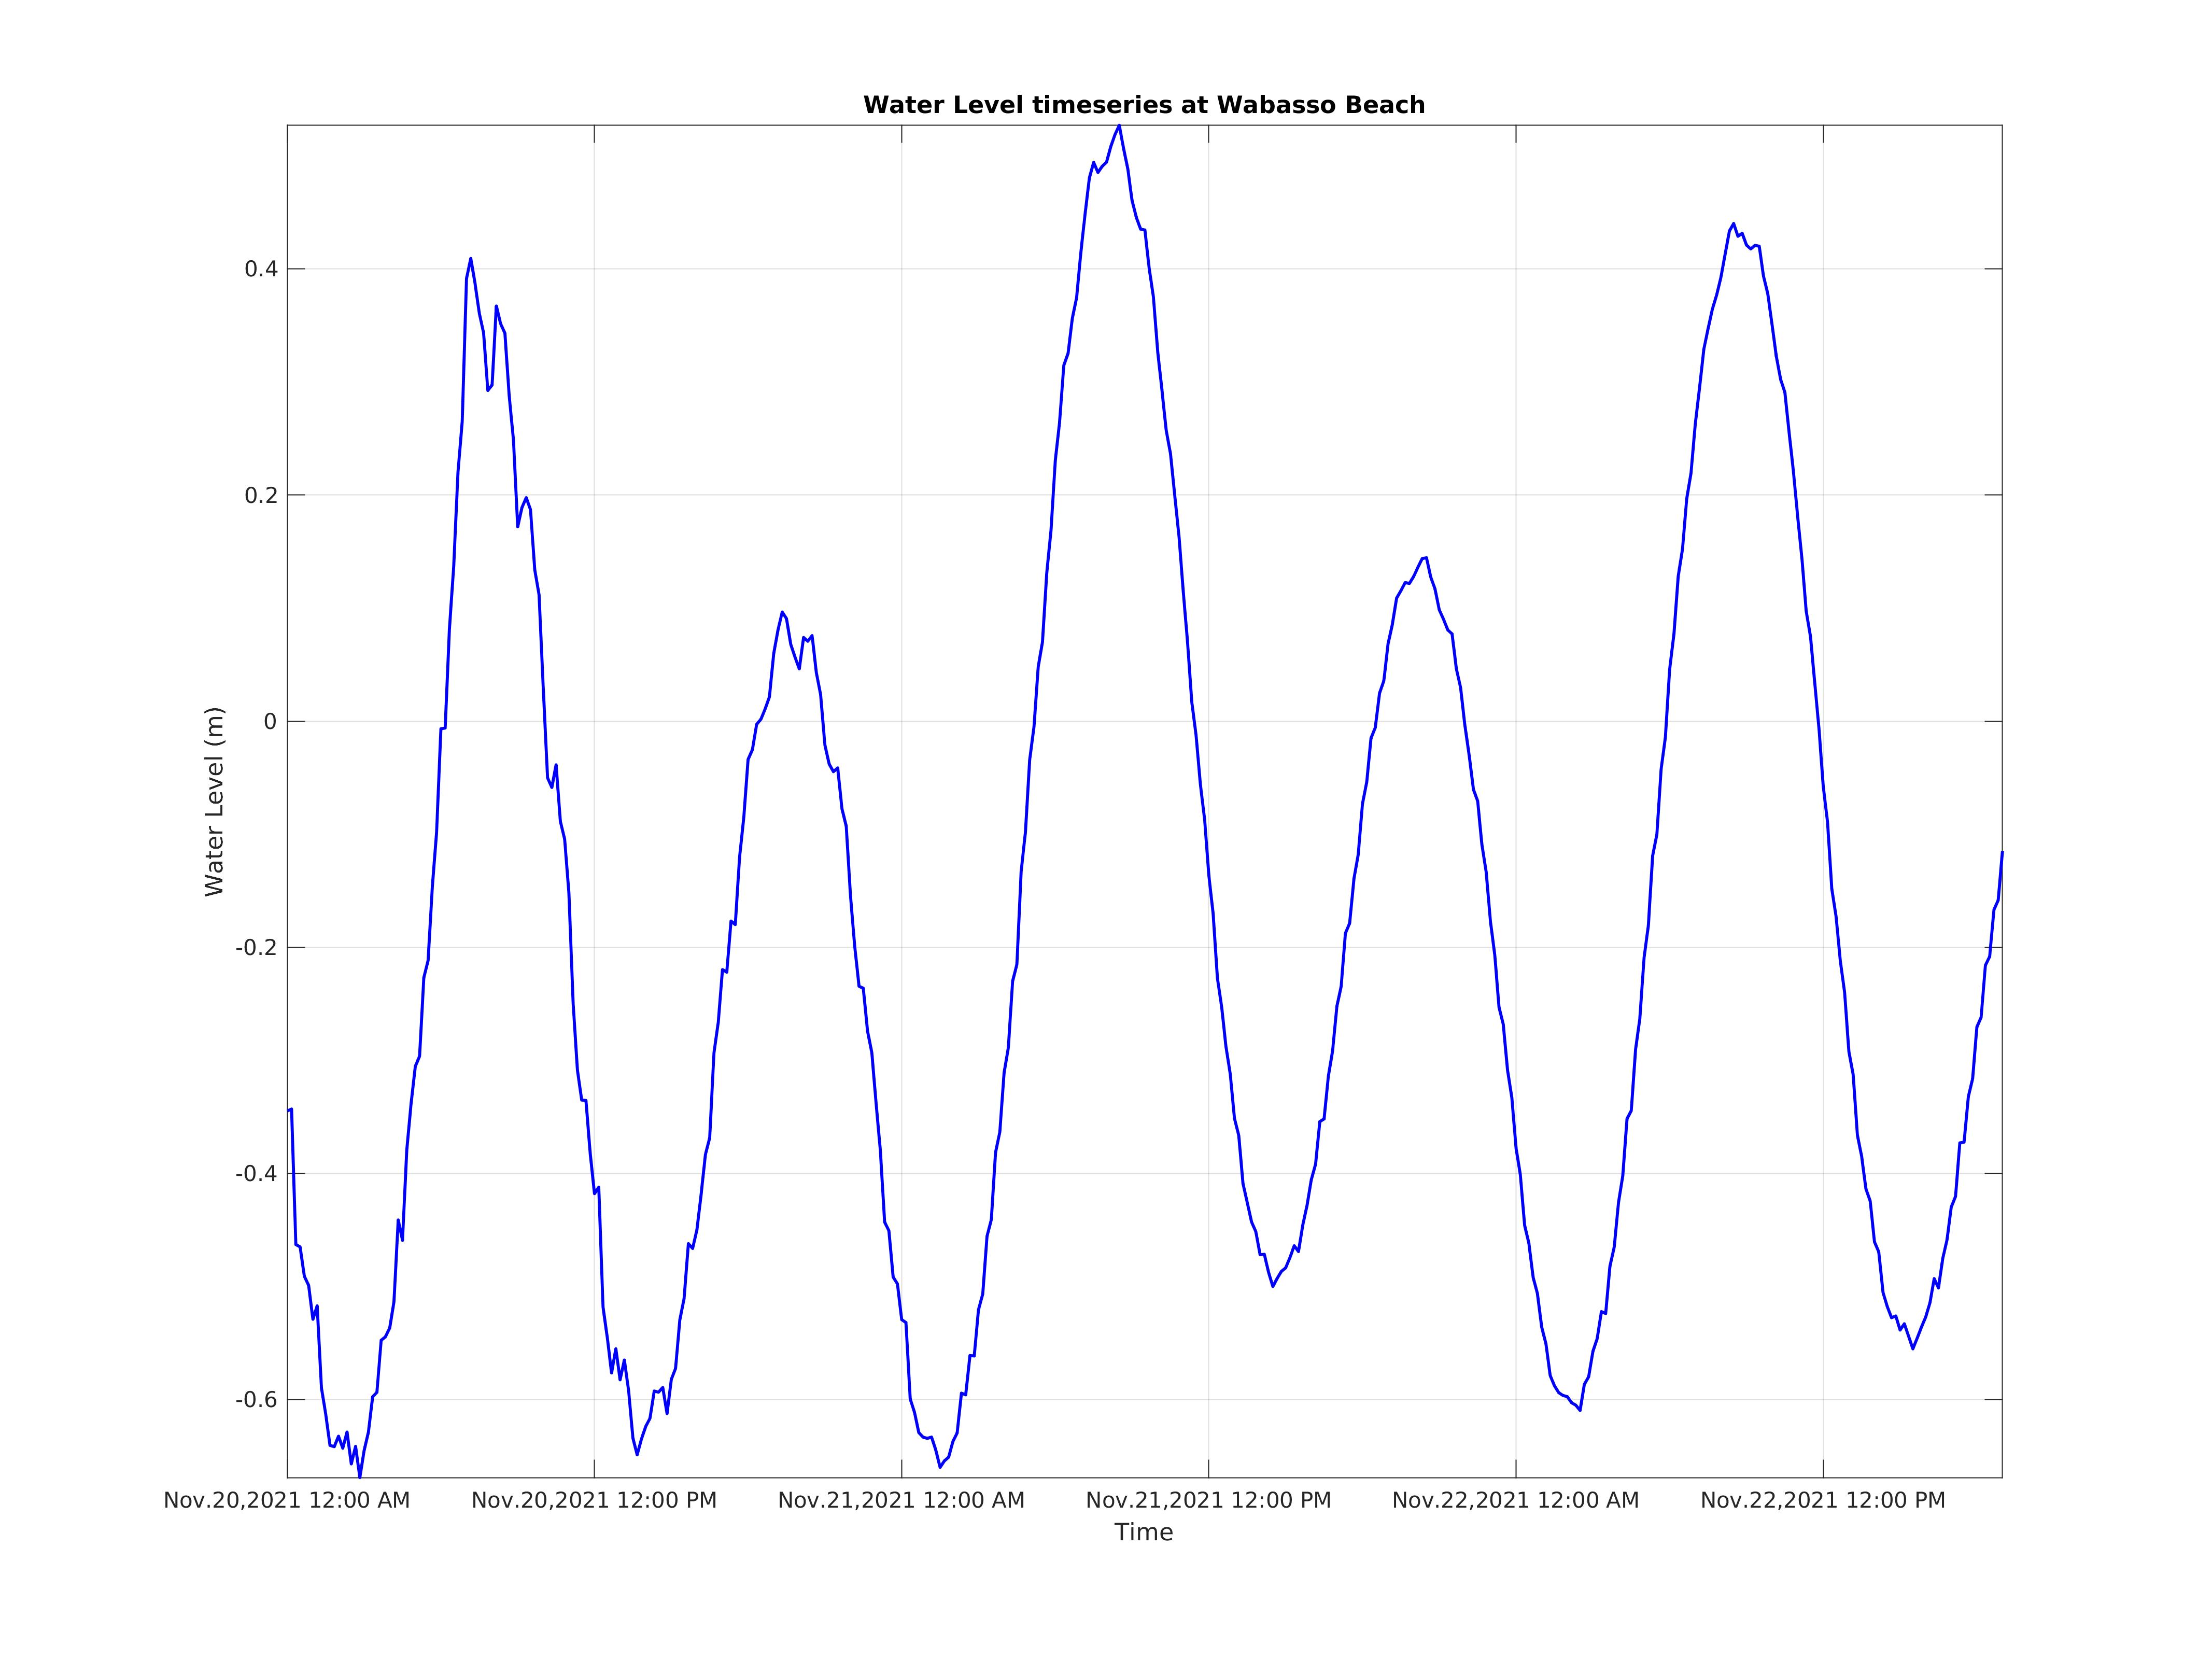 Water Level timeseries at Wabasso Beach
0.4
0.2
0
-0.2
-0.4
-0.6
Water Level (m)
Nov.20,2021 12:00 AM Nov.20,2021 12:00 PM Nov.21,2021 12:00 AM Nov.21,2021 12:00 PM Nov.22,2021 12:00 AM Nov.22,2021 12:00 PM
Time